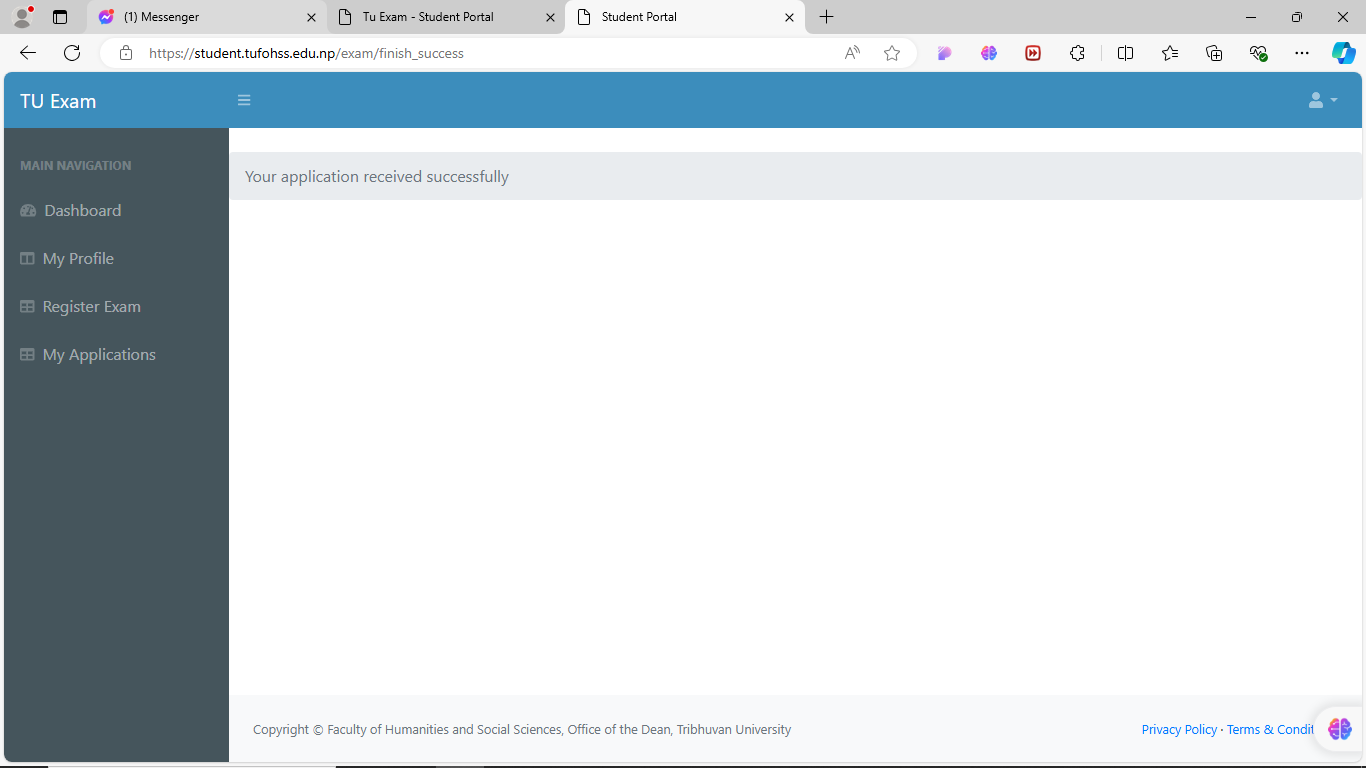 (1) Messenger
Tu Exam - Student Portal
Student Portal
https://student.tufohss.edu.np/exam/finish_success
TU Exam
MAIN NAVIGATION
Your application received successfully
Dashboard
My Profile
Register Exam
My Applications
Copyright © Faculty of Humanities and Social Sciences, Office of the Dean, Tribhuvan University
Privacy Policy · Terms & Condit